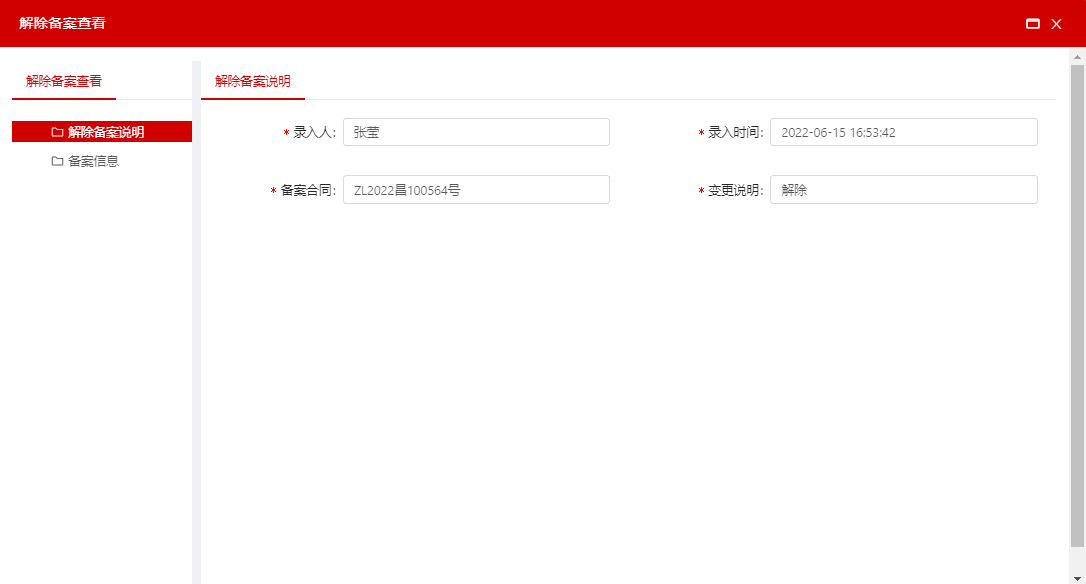 解除备案查看
解除备案查看
解除备案说明
备案信息
解除备案说明
* 录入人: 张莹
* 录入时间: 2022-06-15 16:53:42
* 备案合同: ZL2022昌100564号
* 变更说明: 解除